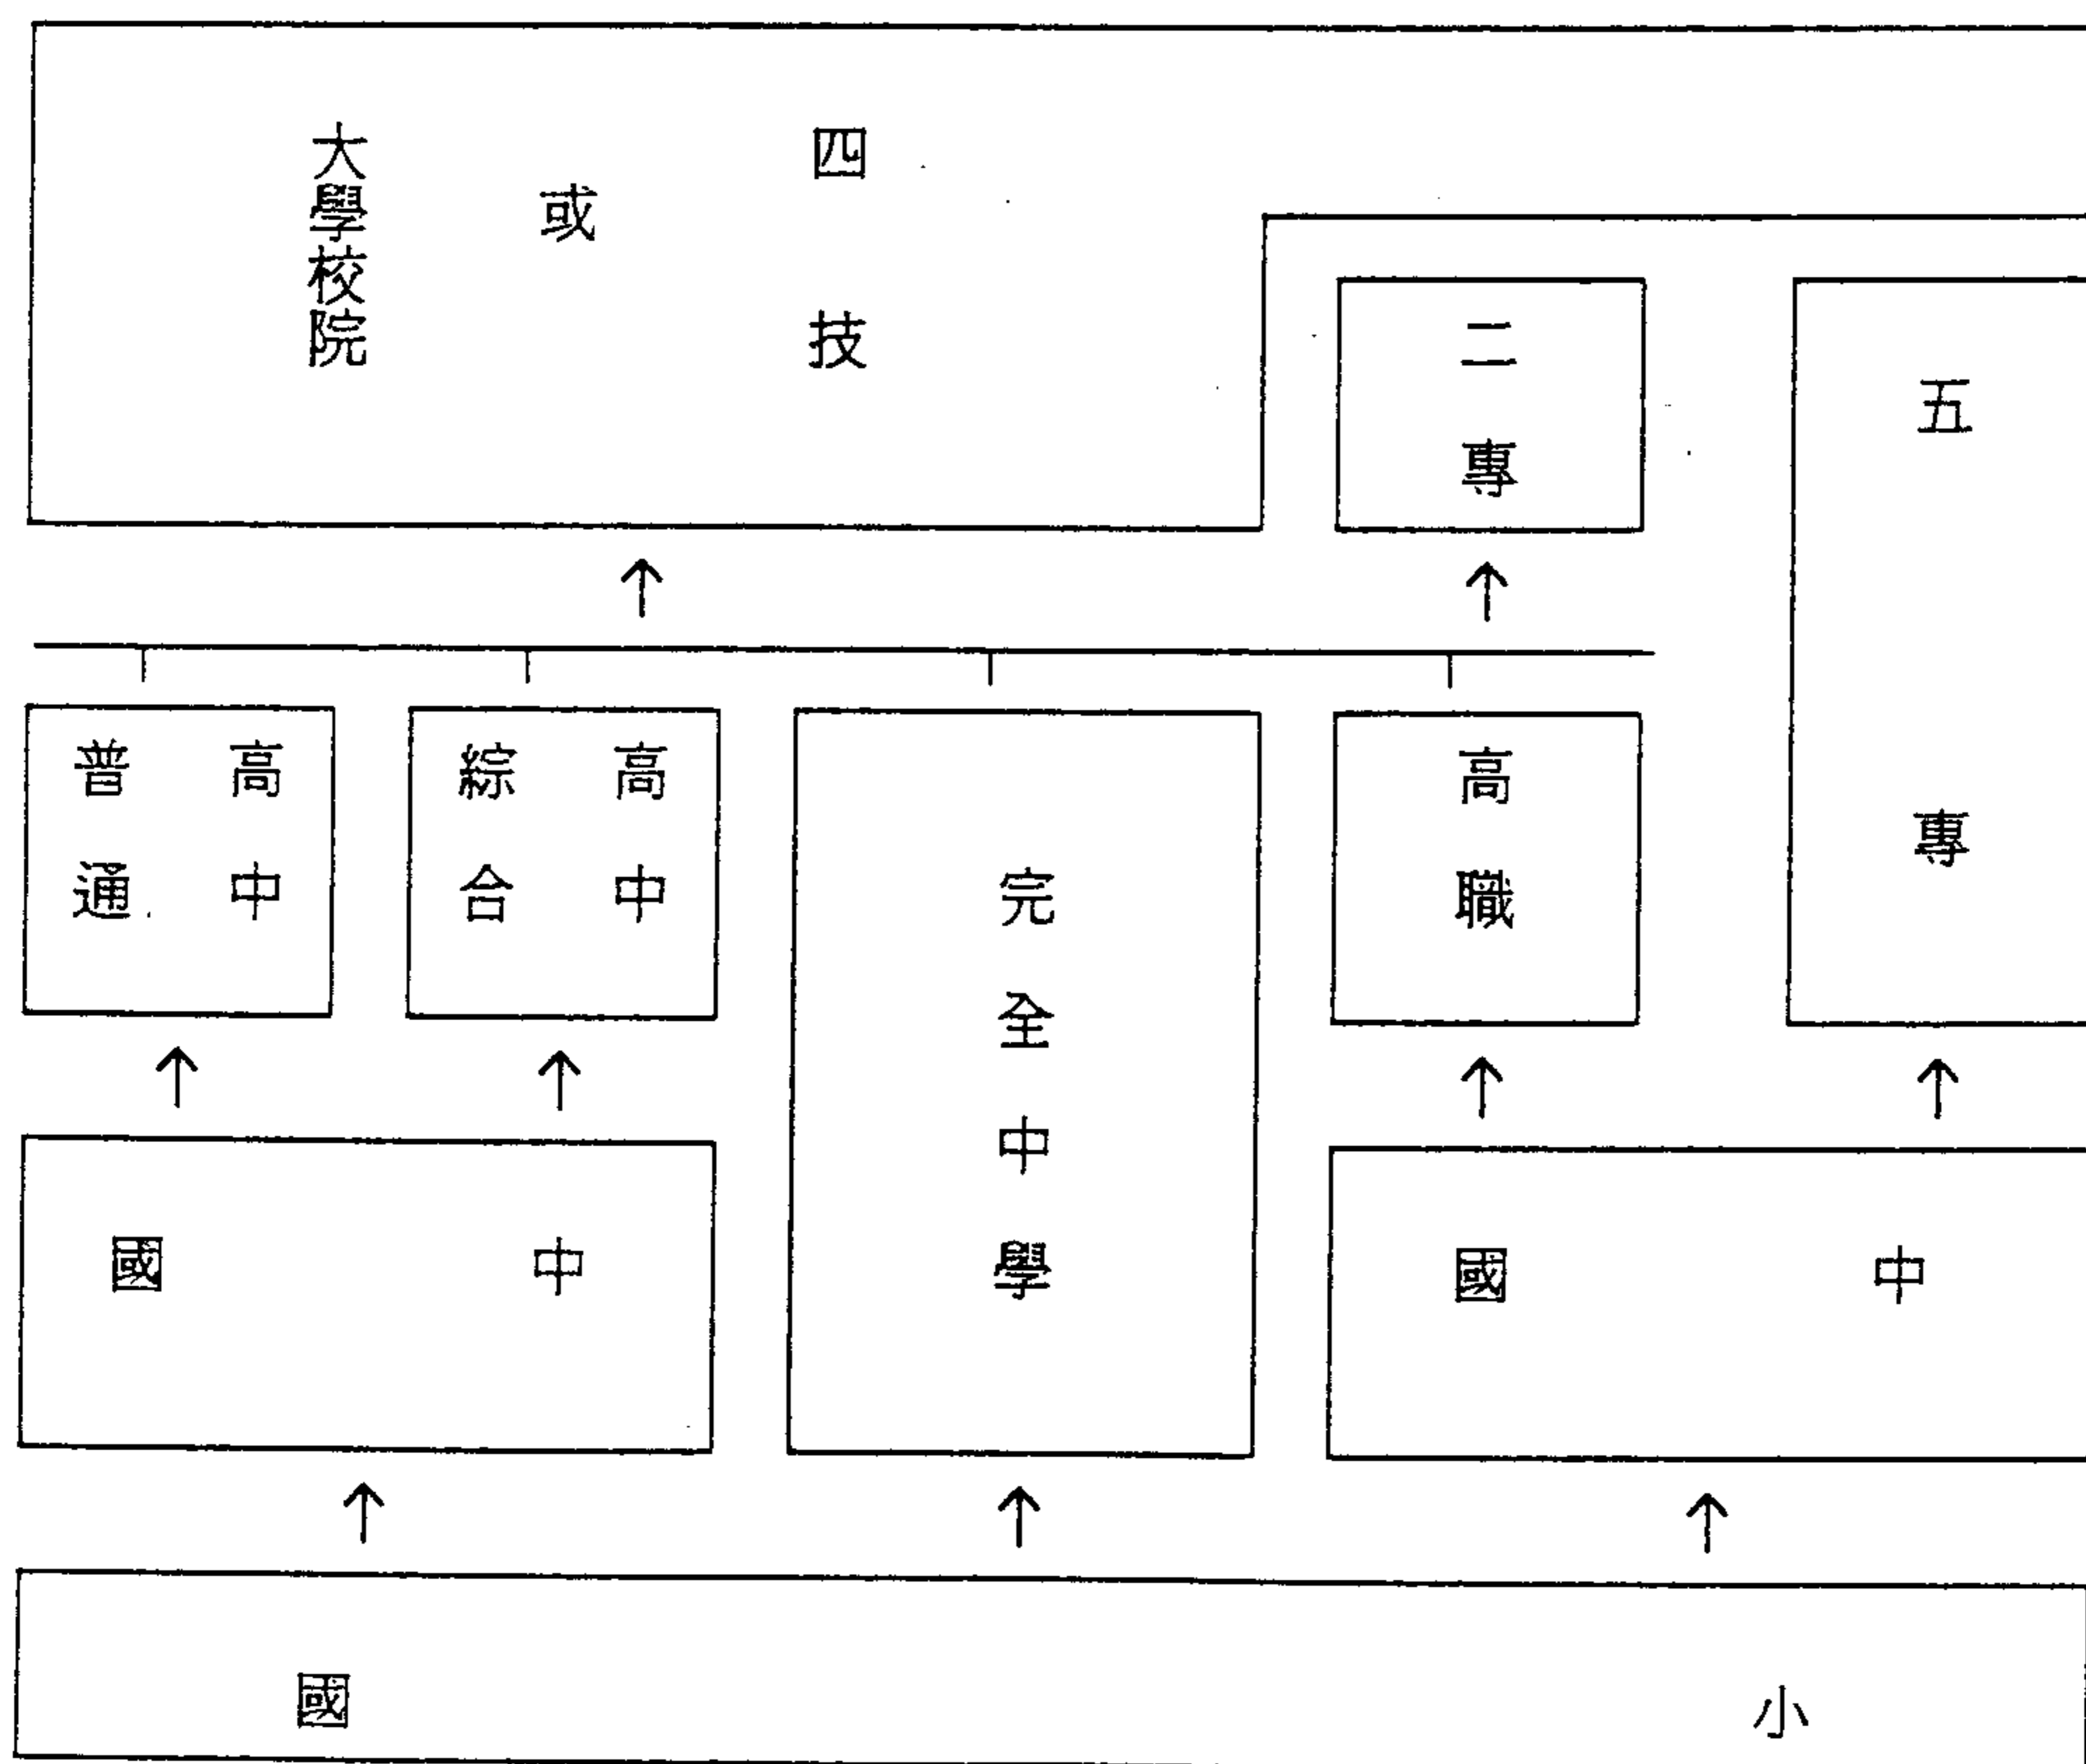 大學校院
或
四技
二專
五專
普通
高中
綜合
高中
完全中學
高職
國中
國中
國小